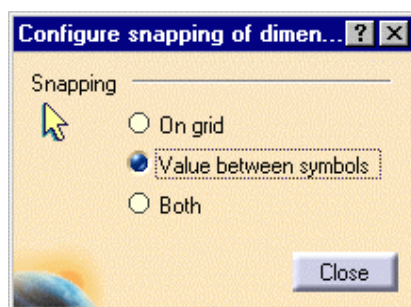 Configure snapping of dimen... ? X
Snapping
On grid
Value between symbols
Both
Close